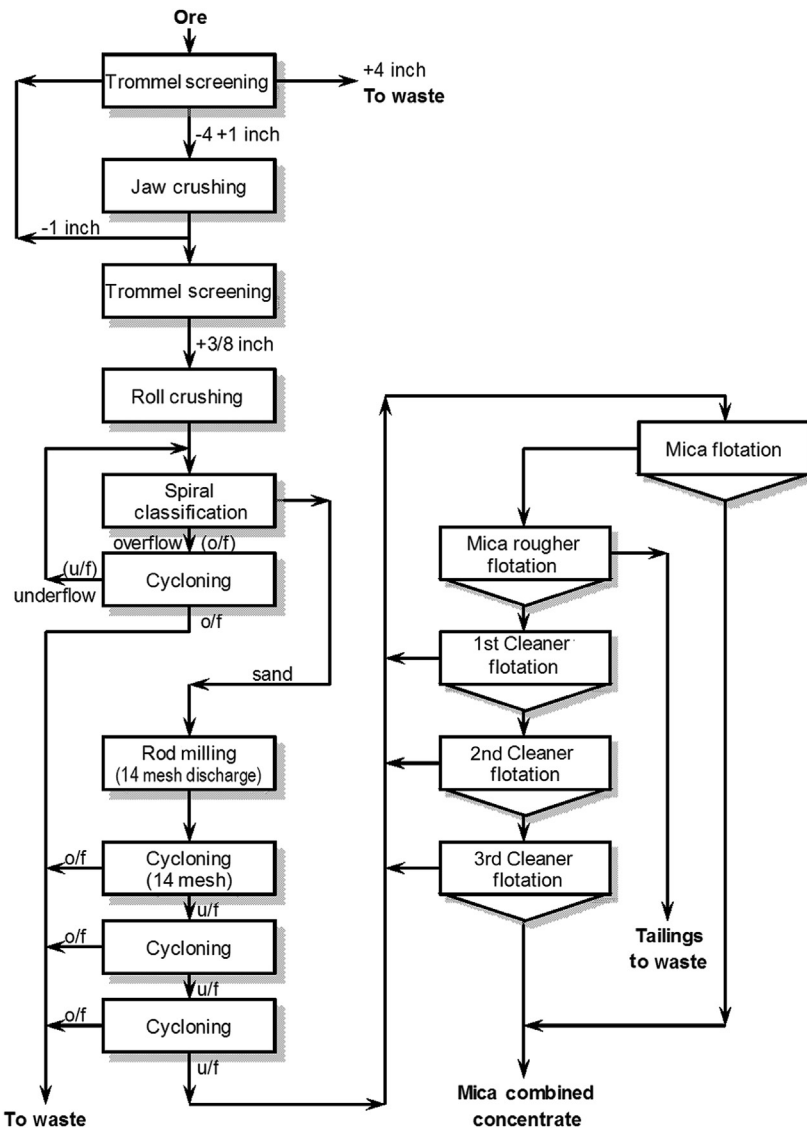 Ore
Trommel screening
+4 inch
To waste
-4 +1 inch
Jaw crushing
-1 inch
Trommel screening
+3/8 inch
Roll crushing
Spiral
classification
overflow (o/f)
(u/f)
underflow
Cycloning
o/f
sand
Rod milling
(14 mesh discharge)
o/f
Cycloning
(14 mesh)
u/f
o/f
Cycloning
u/f
o/f
Cycloning
u/f
To waste
Mica flotation
Mica rougher
flotation
1st Cleaner
flotation
2nd Cleaner
flotation
3rd Cleaner
flotation
Tailings
to waste
Mica combined
concentrate